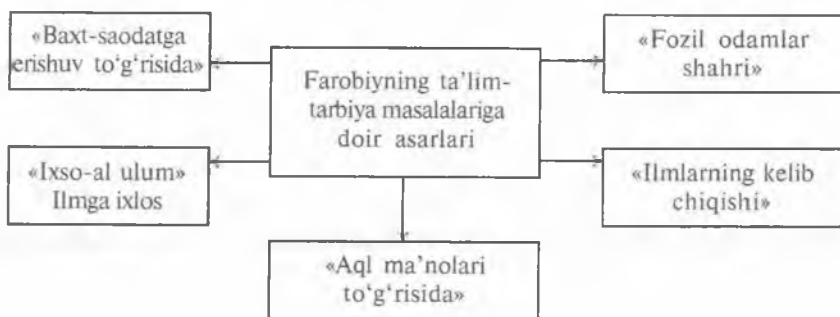 «Baxt-saodatga
erishuv to‘g‘risida»
Farobiyning ta’lim-
tarbiya masalalariga
doir asarlari
«Fozil odamlar
shahri»
«Ixso-al ulum»
Ilmga ixlos
«Ilmlarning kelib
chiqishi»
«Aql ma’nolari
to‘g‘risida»